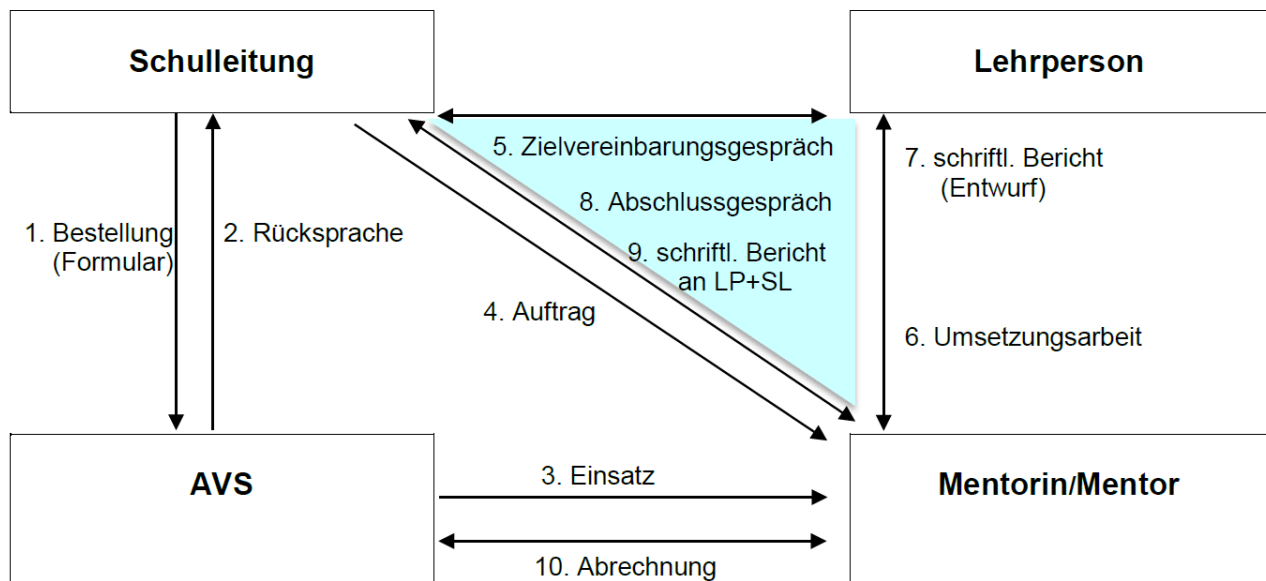 Schulleitung
Lehrperson
5. Zielvereinbarungsgespräch
7. schriftl. Bericht
(Entwurf)
8. Abschlussgespräch
1. Bestellung
(Formular)
2. Rücksprache
9. schriftl. Bericht
an LP+SL
4. Auftrag
6. Umsetzungsarbeit
AVS
3. Einsatz
Mentorin/Mentor
10. Abrechnung